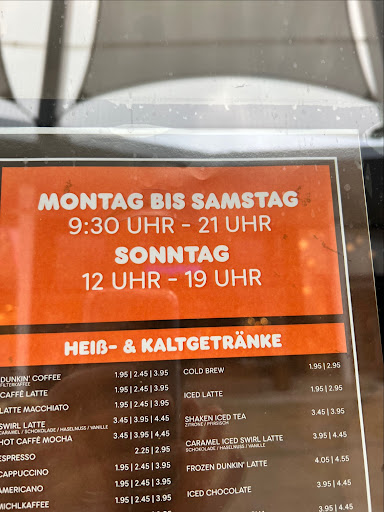 MONTAG BIS SAMSTAG
9:30 UHR - 21 UHR
SONNTAG
12 UHR - 19 UHR
HEIß- & KALTGETRÄNKE
DUNKIN' COFFEE 1.95 | 2.45 | 3.95
FILTERKAFFEE
CAFFÉ LATTE 1.95 | 2.45 | 3.95
LATTE MACCHIATO 1.95 | 2.45 | 3.95
SWIRL LATTE 3.45 | 3.95 | 4.45
CARAMEL / SCHOKOLADE / HASELNUSS / VANILLE
HOT CAFFÉ MOCHA 3.45 | 3.95 | 4.45
ESPRESSO 2.25 | 2.95
CAPPUCCINO 1.95 | 2.45 | 3.95
AMERICANO 1.95 | 2.45 | 3.95
MICHLKAFFEE 1.95 | 2.45 | 3.95
COLD BREW 1.95 | 2.95
ICED LATTE 1.95 | 2.95
SHAKEN ICED TEA 3.45 | 3.95
ZITRONE / PFIRSICH
CARAMEL ICED SWIRL LATTE 3.95 | 4.45
SCHOKOLADE / HASELNUSS / VANILLE
FROZEN DUNKIN' LATTE 4.05 | 4.55
ICED CHOCOLATE 3.95 | 4.45